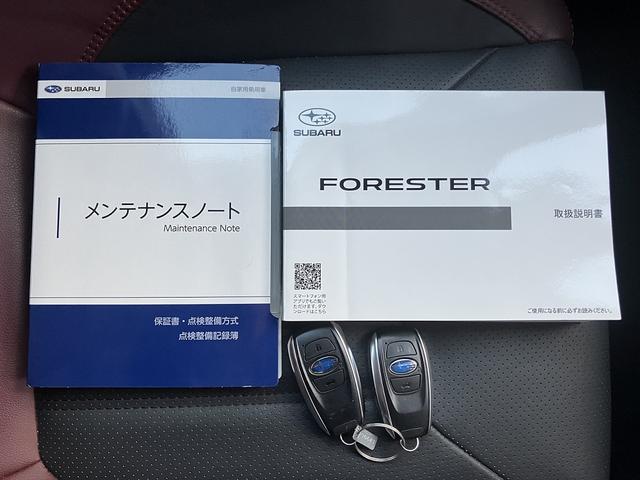 SUBARU
自家用乗用車
メンテナンスノート
Maintenance Note
保証書・点検整備方式
点検整備記録簿
SUBARU
FORESTER
取扱説明書
スマートフォン用
アプリでもご覧い
ただけます。ダウ
ンロードはこちら
ご使用になる前に必ずお読みください。